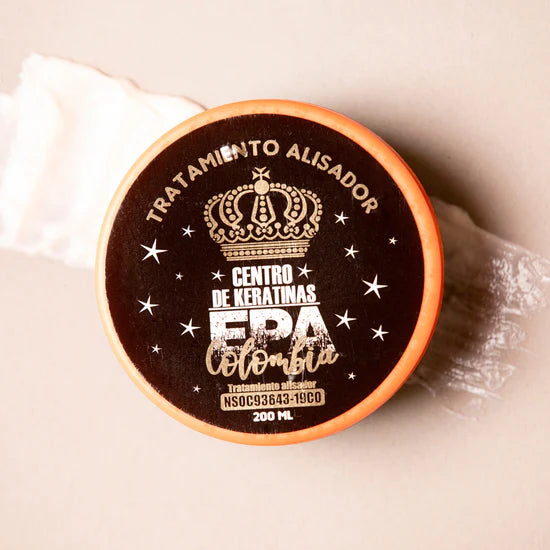 TRATAMIENTO ALISADOR
CENTRO
DE KERATINAS
EPA
Colombia
Tratamiento alisador
NSOC93643-19CO
200 ML